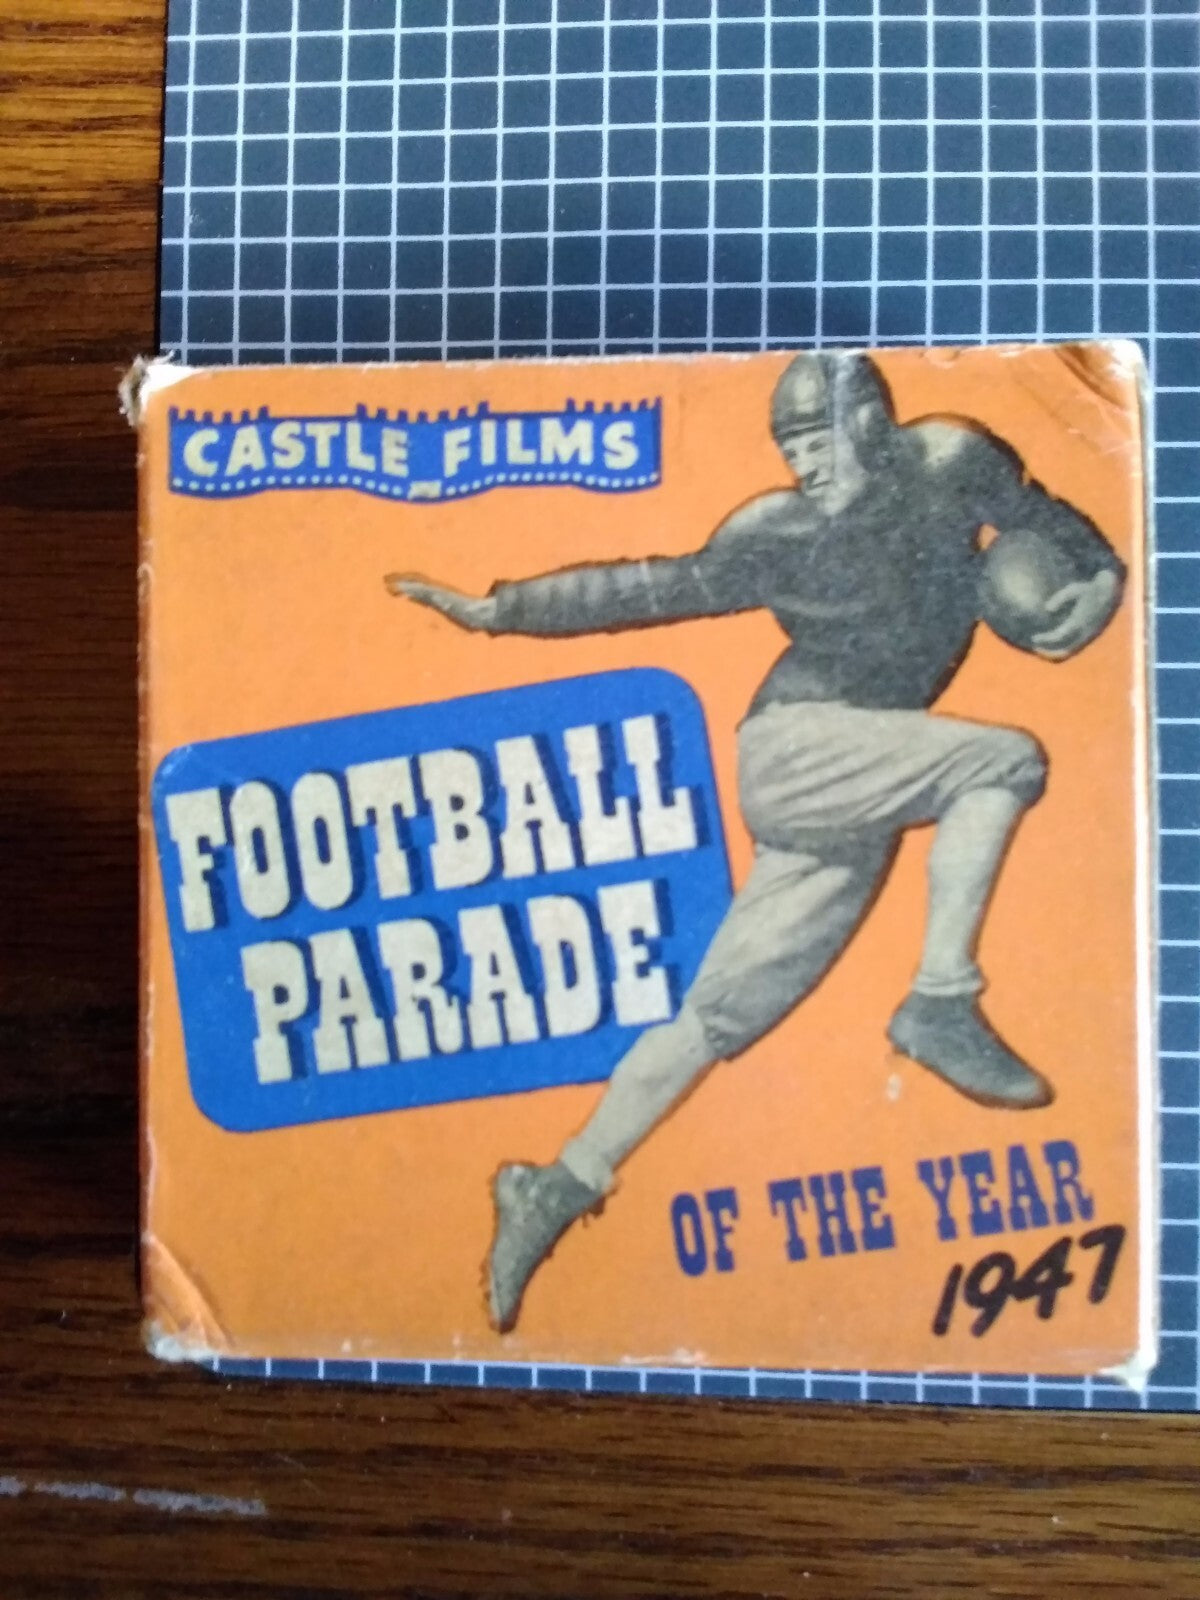 CASTLE FILMS
FOOTBALL
PARADE
OF THE YEAR
1947